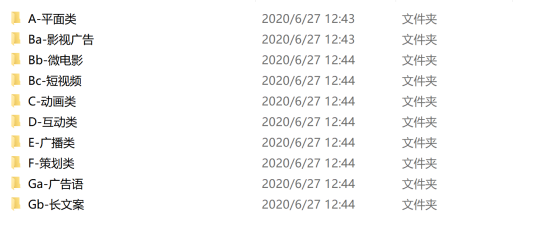 A-平面类 2020/6/27 12:43 文件夹
Ba-影视广告 2020/6/27 12:43 文件夹
Bb-微电影 2020/6/27 12:44 文件夹
Bc-短视频 2020/6/27 12:44 文件夹
C-动画类 2020/6/27 12:44 文件夹
D-互动类 2020/6/27 12:44 文件夹
E-广播类 2020/6/27 12:44 文件夹
F-策划类 2020/6/27 12:44 文件夹
Ga-广告语 2020/6/27 12:44 文件夹
Gb-长文案 2020/6/27 12:44 文件夹